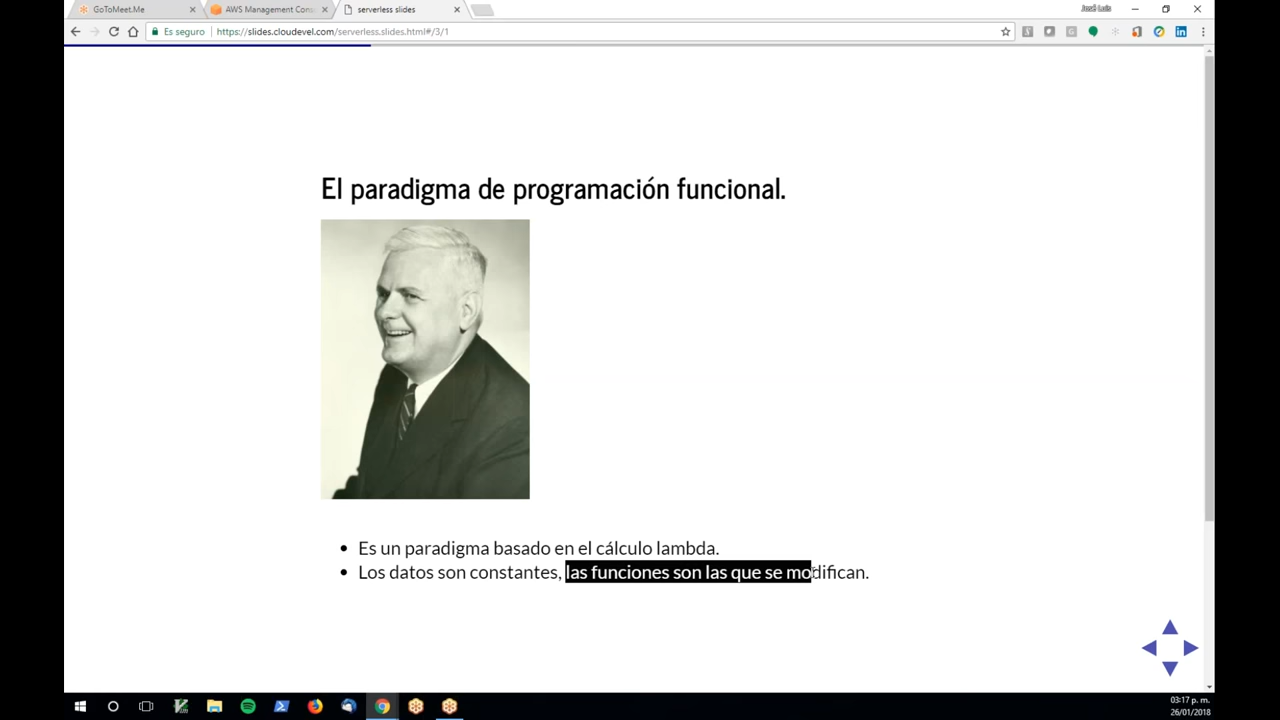 GoToMeet.Me
AWS Management Cons
serverless slides
José Luis
Es seguro
https://slides.cloudevel.com/serverless.slides.html#/3/1
El paradigma de programación funcional.
Es un paradigma basado en el cálculo lambda.
Los datos son constantes, las funciones son las que se modifican.
03:17 p. m.
26/01/2018